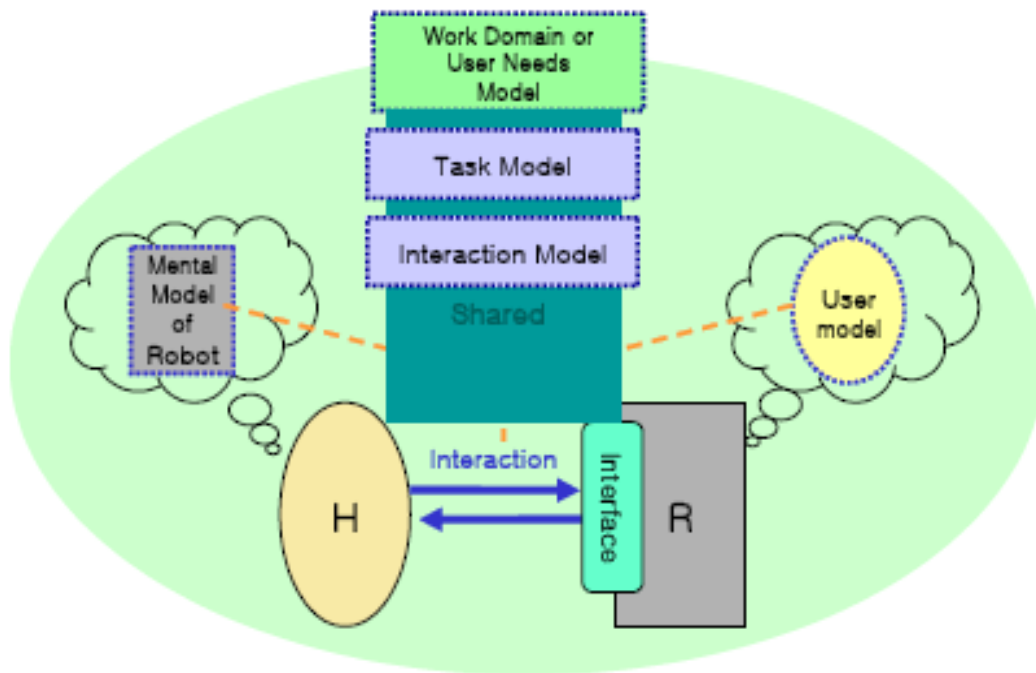 Work Domain or
User Needs
Model
Task Model
Interaction Model
Shared
Mental
Model
of
Robot
User
model
Interaction
H
Interface
R